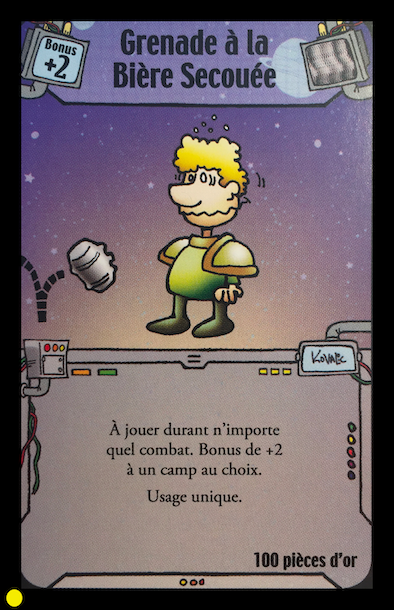 Bonus
+2
Grenade à la
Bière Secouée
KOVALIC
À jouer durant n'importe
quel combat. Bonus de +2
à un camp au choix.
Usage unique.
100 pièces d'or